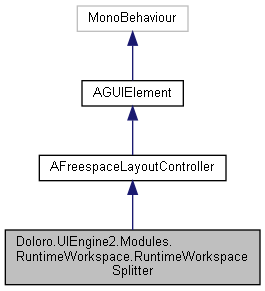 MonoBehaviour
AGUIElement
AFreespaceLayoutController
Doloro.UIEngine2.Modules.
RuntimeWorkspace.RuntimeWorkspace
Splitter